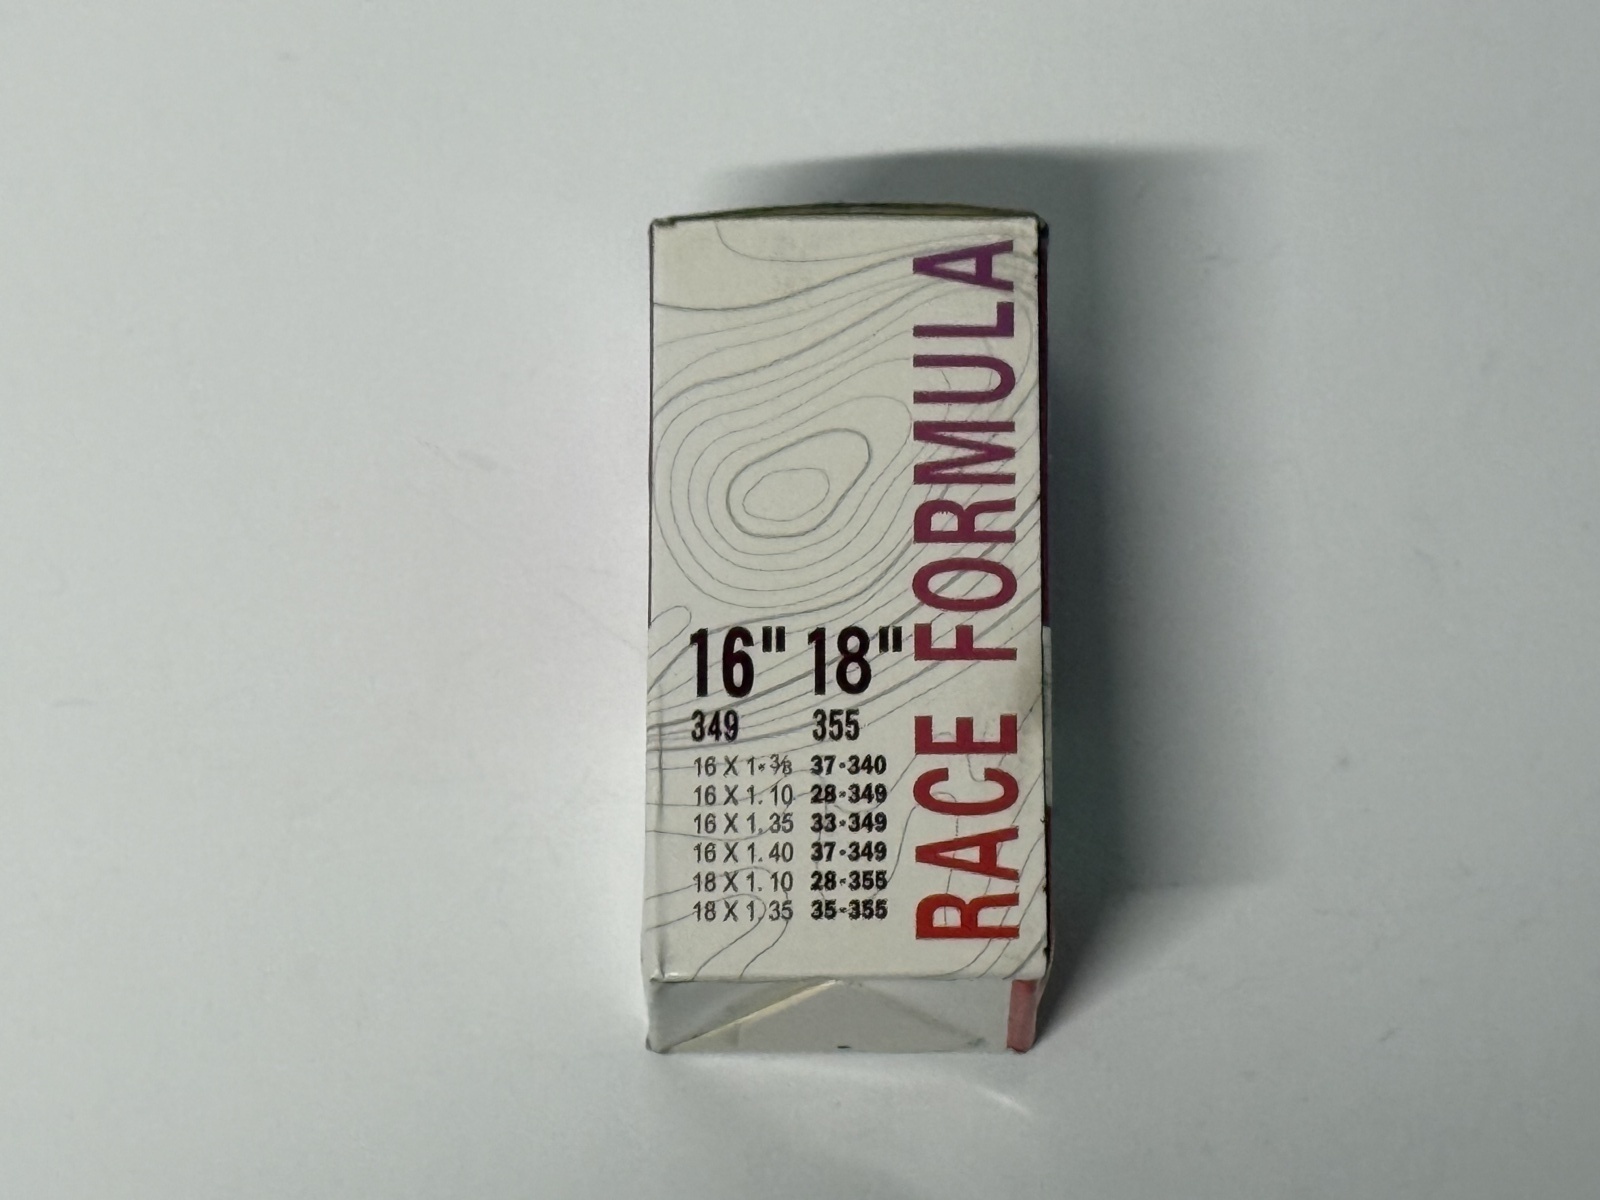 16" 18"
349 355
16 X 1-3/8 37-340
16 X 1.10 28-349
16 X 1.35 33-349
16 X 1.40 37-349
18 X 1.10 28-355
18 X 1.35 35-355
RACE FORMULA